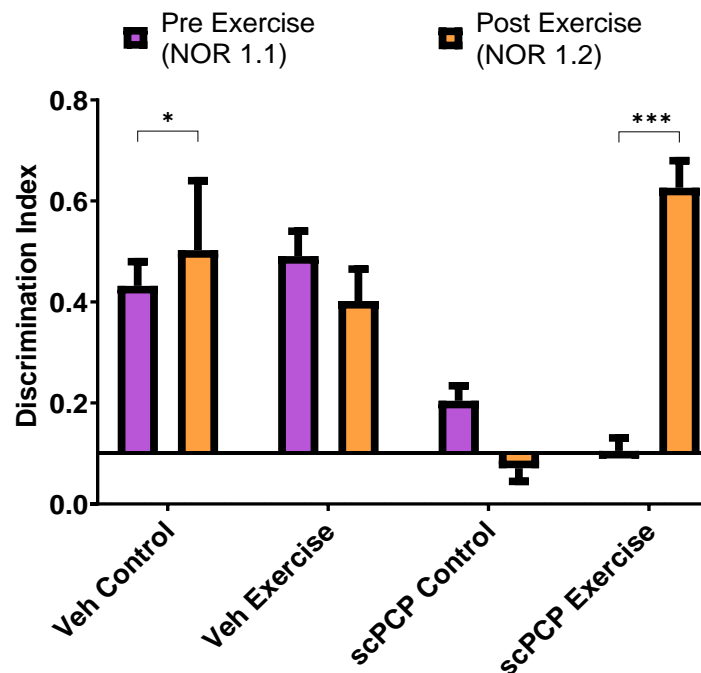 Pre Exercise
(NOR 1.1)
Post Exercise
(NOR 1.2)
Discrimination Index
0.8
0.6
0.4
0.2
0.0
*
***
Veh Control
Veh Exercise
scPCP Control
scPCP Exercise